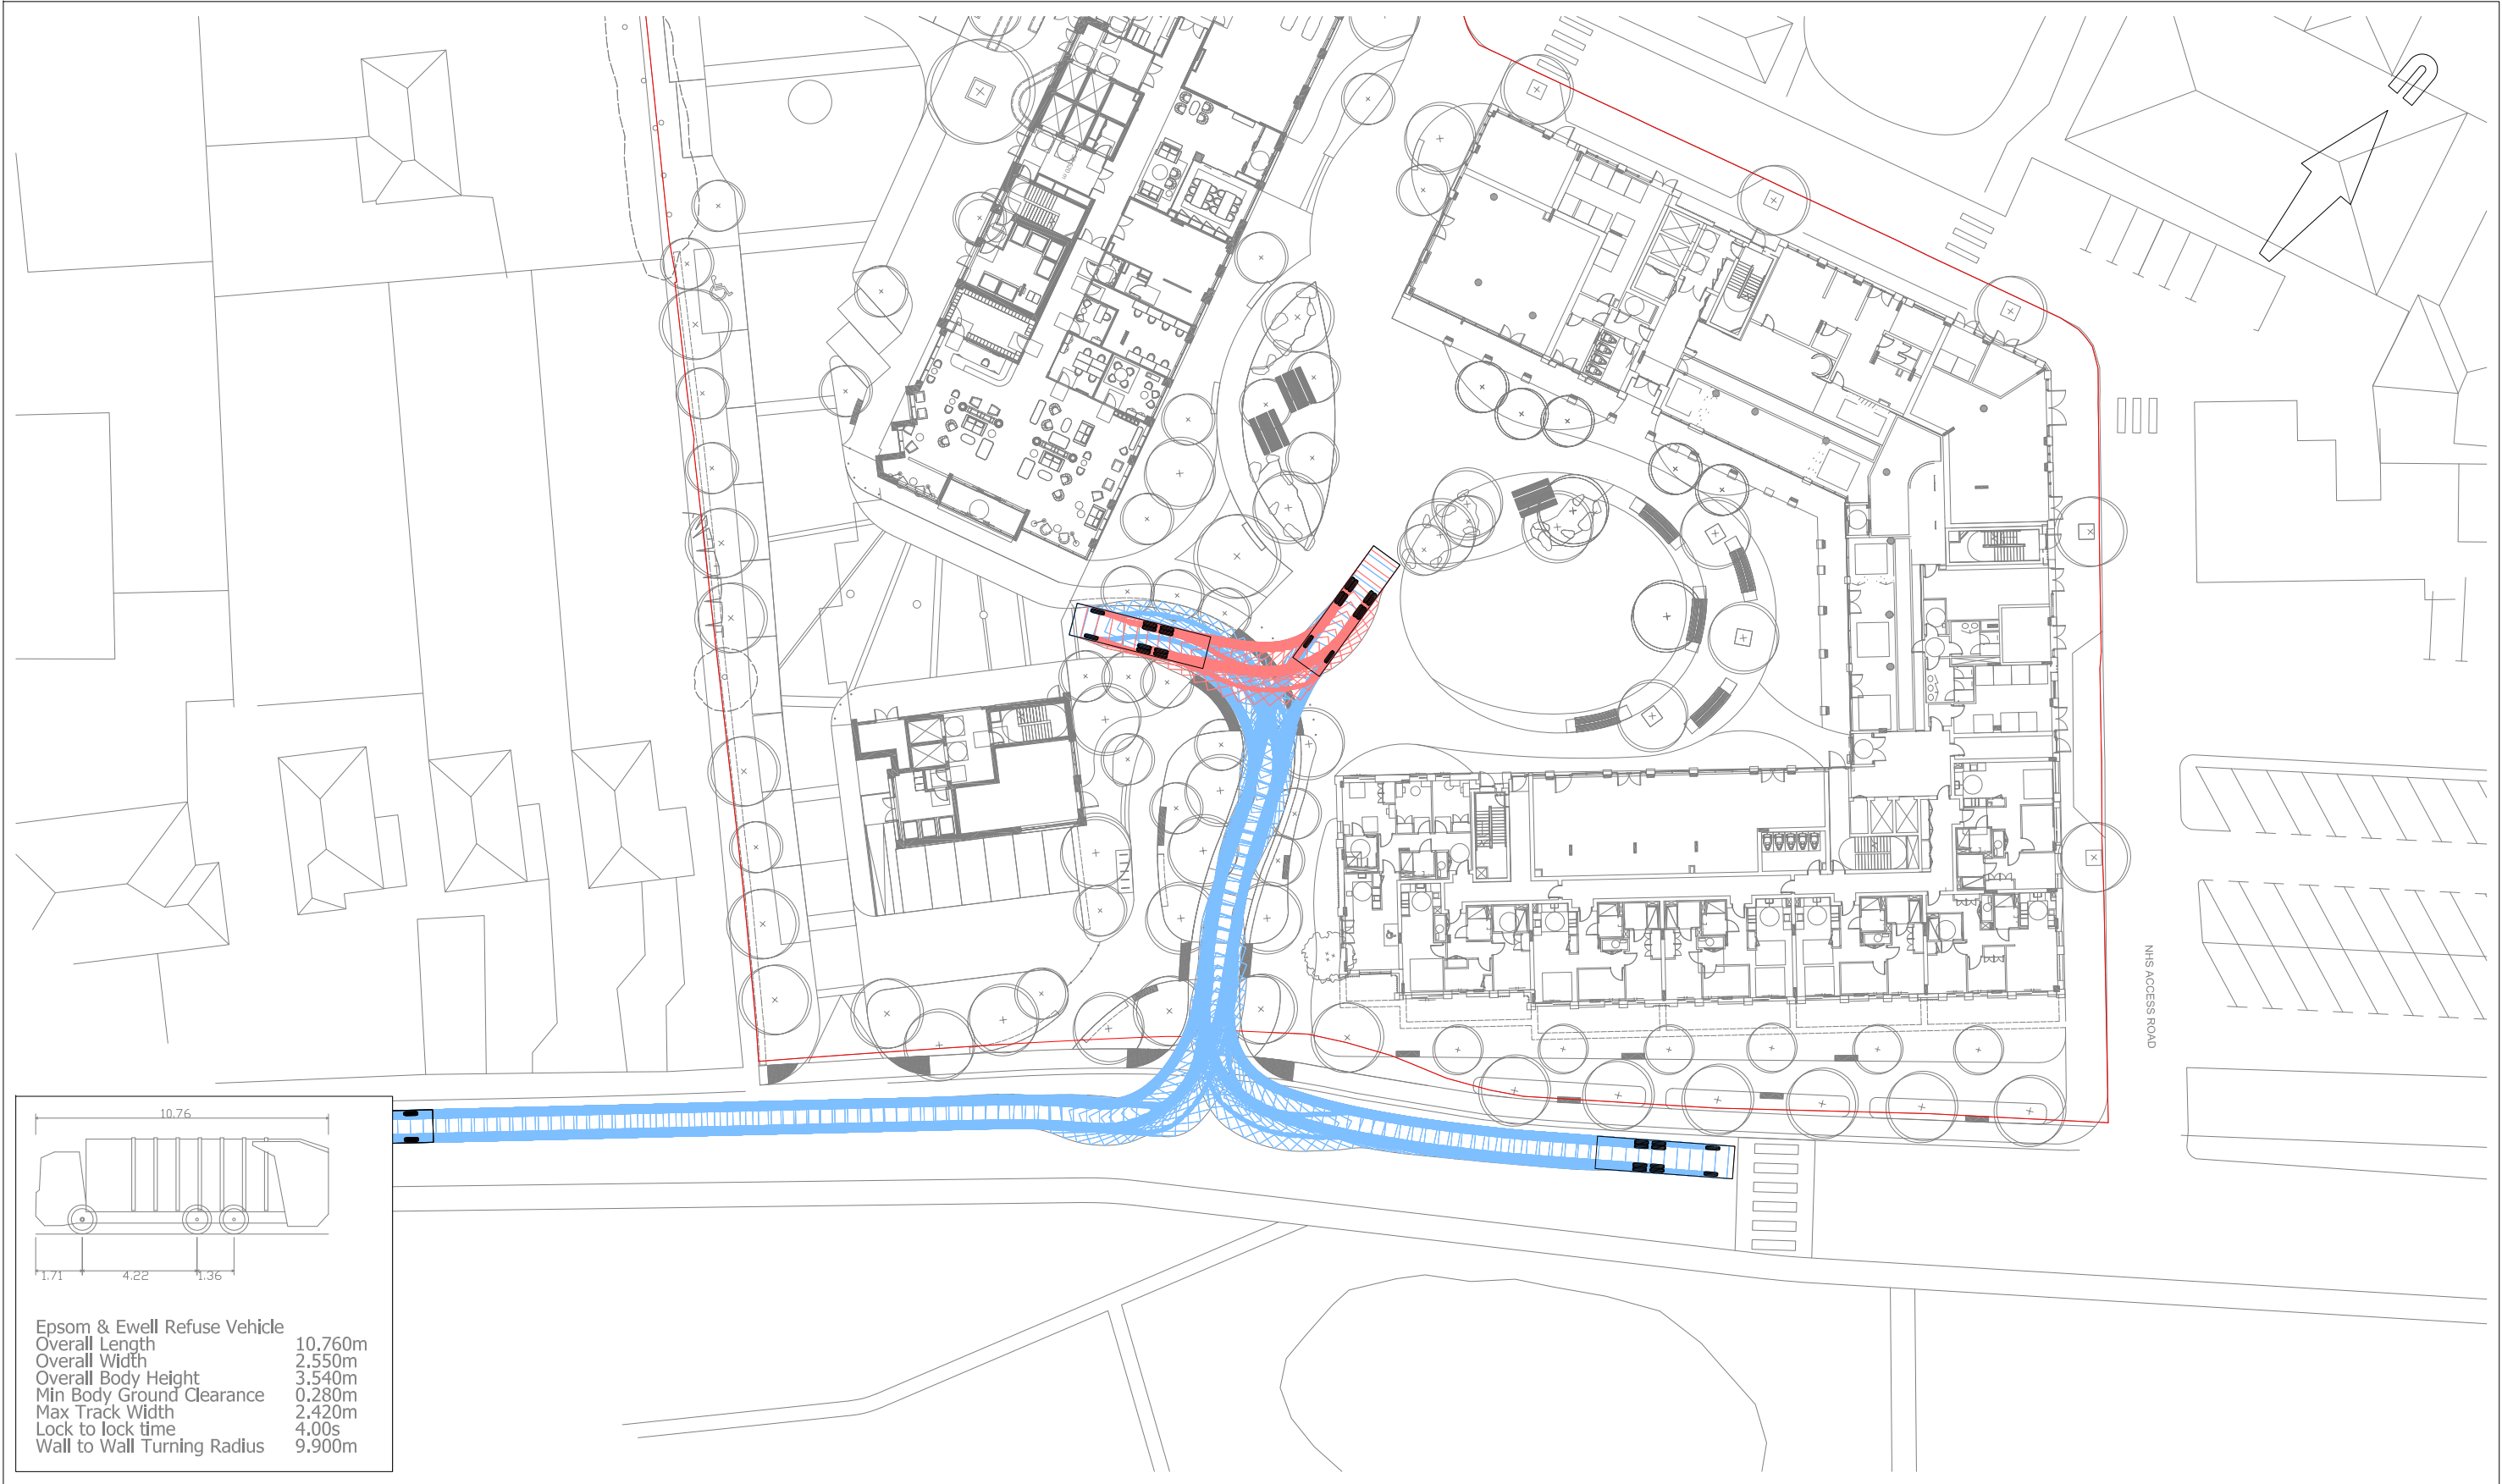 NHS ACCESS ROAD
10.76
1.71 4.22 1.36
Epsom & Ewell Refuse Vehicle
Overall Length 10.760m
Overall Width 2.550m
Overall Body Height 3.540m
Min Body Ground Clearance 0.280m
Max Track Width 2.420m
Lock to lock time 4.00s
Wall to Wall Turning Radius 9.900m